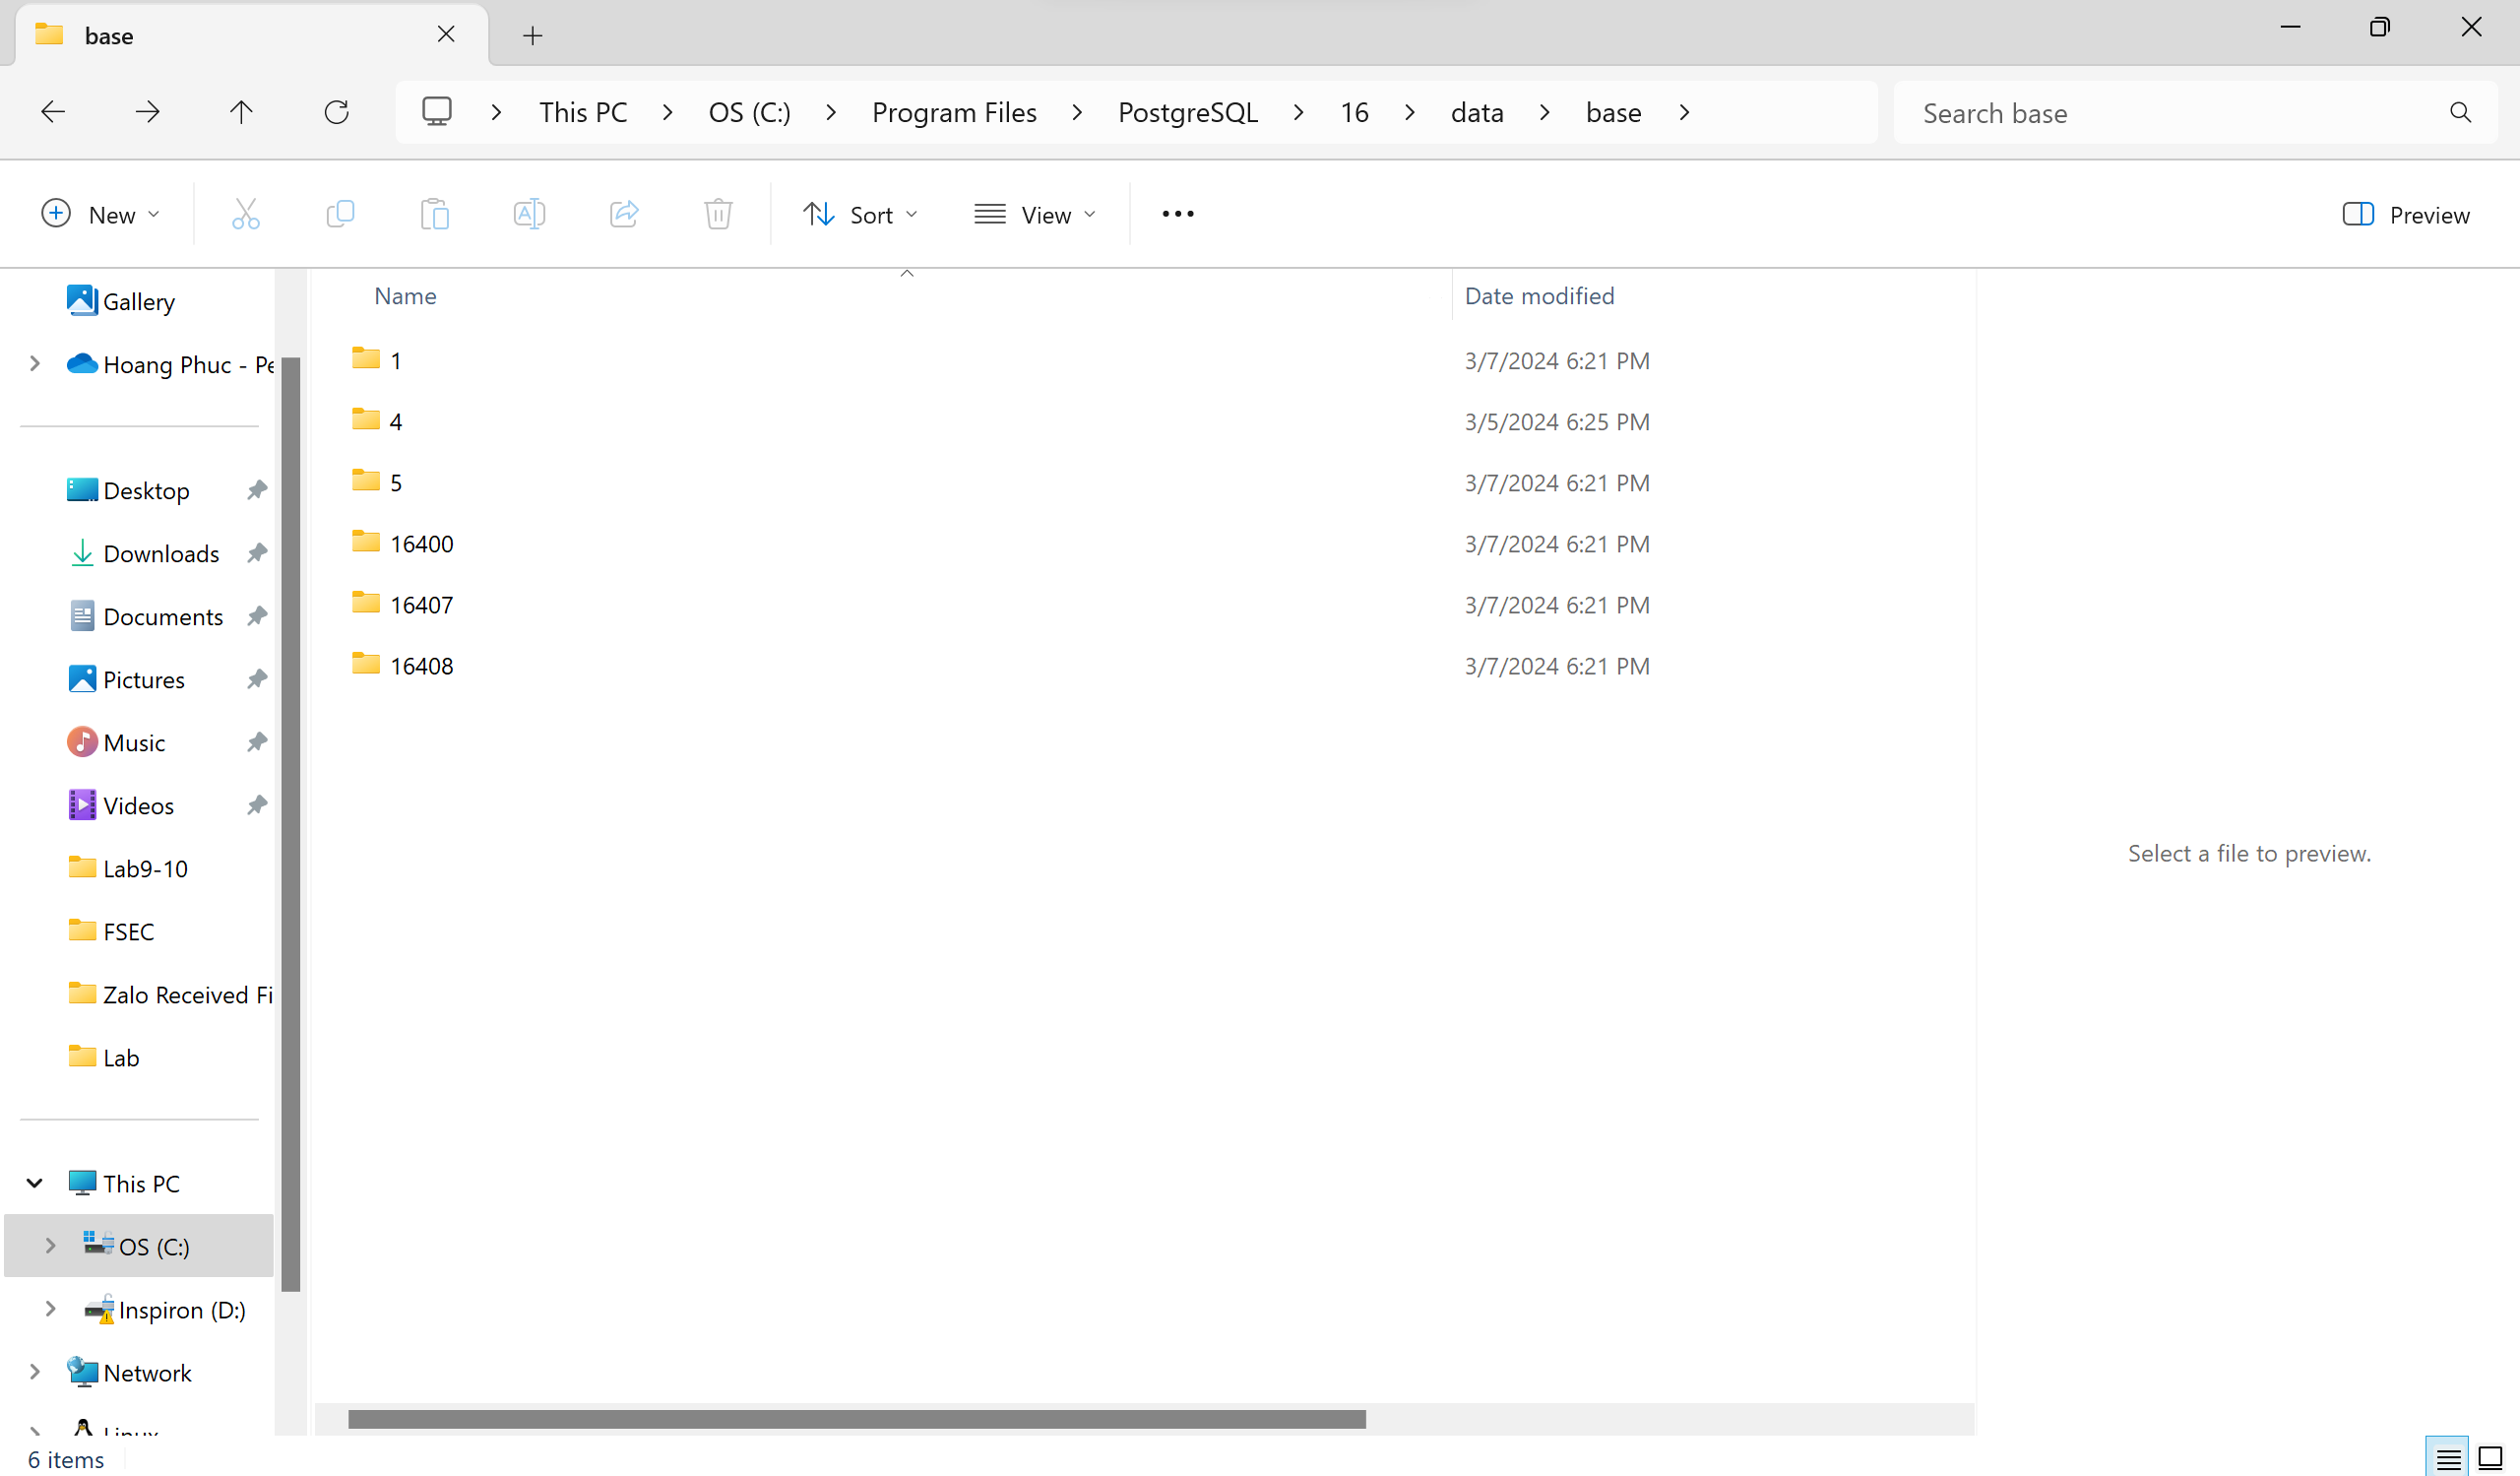 base
This PC
OS (C:)
Program Files
PostgreSQL
16
data
base
Search base
New
Sort
View
Preview
Gallery
Hoang Phuc - Pe
Desktop
Downloads
Documents
Pictures
Music
Videos
Lab9-10
FSEC
Zalo Received Fi
Lab
This PC
OS (C:)
Inspiron (D:)
Network
Linux
Name Date modified
1 3/7/2024 6:21 PM
4 3/5/2024 6:25 PM
5 3/7/2024 6:21 PM
16400 3/7/2024 6:21 PM
16407 3/7/2024 6:21 PM
16408 3/7/2024 6:21 PM
Select a file to preview.
6 items